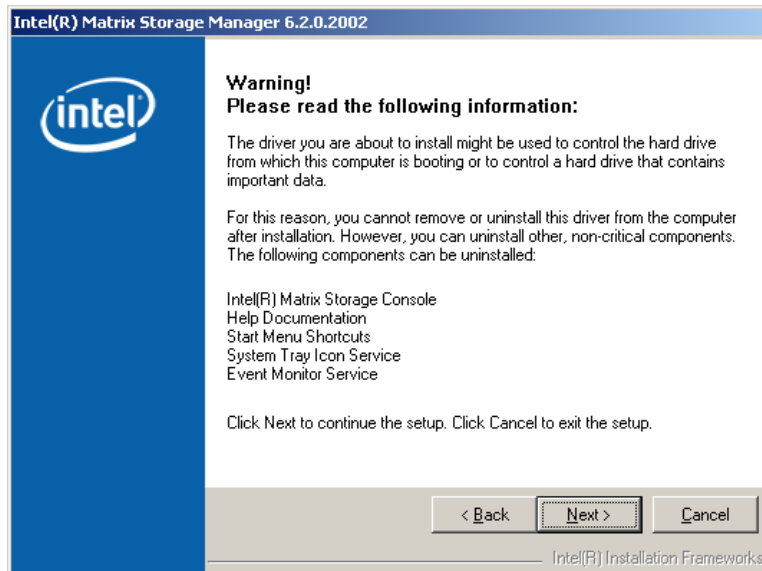 Intel(R) Matrix Storage Manager 6.2.0.2002
intel
Warning!
Please read the following information:
The driver you are about to install might be used to control the hard drive
from which this computer is booting or to control a hard drive that contains
important data.
For this reason, you cannot remove or uninstall this driver from the computer
after installation. However, you can uninstall other, non-critical components.
The following components can be uninstalled:
Intel(R) Matrix Storage Console
Help Documentation
Start Menu Shortcuts
System Tray Icon Service
Event Monitor Service
Click Next to continue the setup. Click Cancel to exit the setup.
< Back
Next >
Cancel
Intel(R) Installation Frameworks